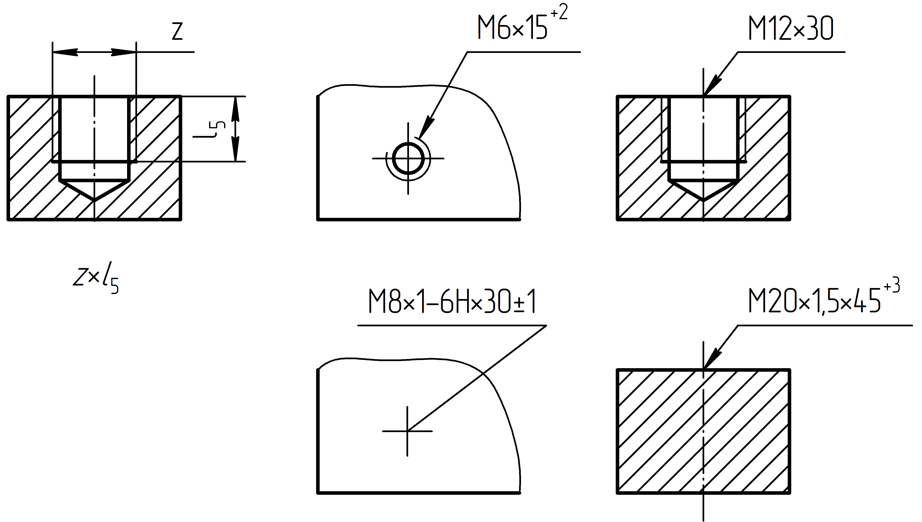 z
l₅
z×l₅
M6×15⁺²
M12×30
M8×1–6H×30±1
M20×1,5×45⁺³